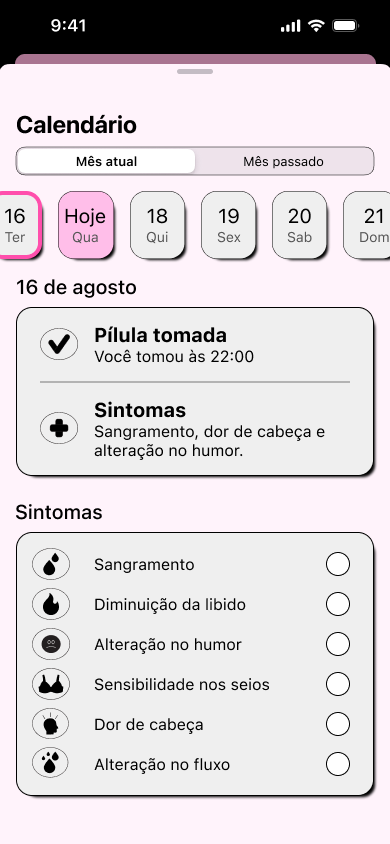 9:41
Calendário
Mês atual
Mês passado
16
Ter
Hoje
Qua
18
Qui
19
Sex
20
Sab
21
Dom
16 de agosto
Pílula tomada
Você tomou às 22:00
Sintomas
Sangramento, dor de cabeça e
alteração no humor.
Sintomas
Sangramento
Diminuição da libido
Alteração no humor
Sensibilidade nos seios
Dor de cabeça
Alteração no fluxo